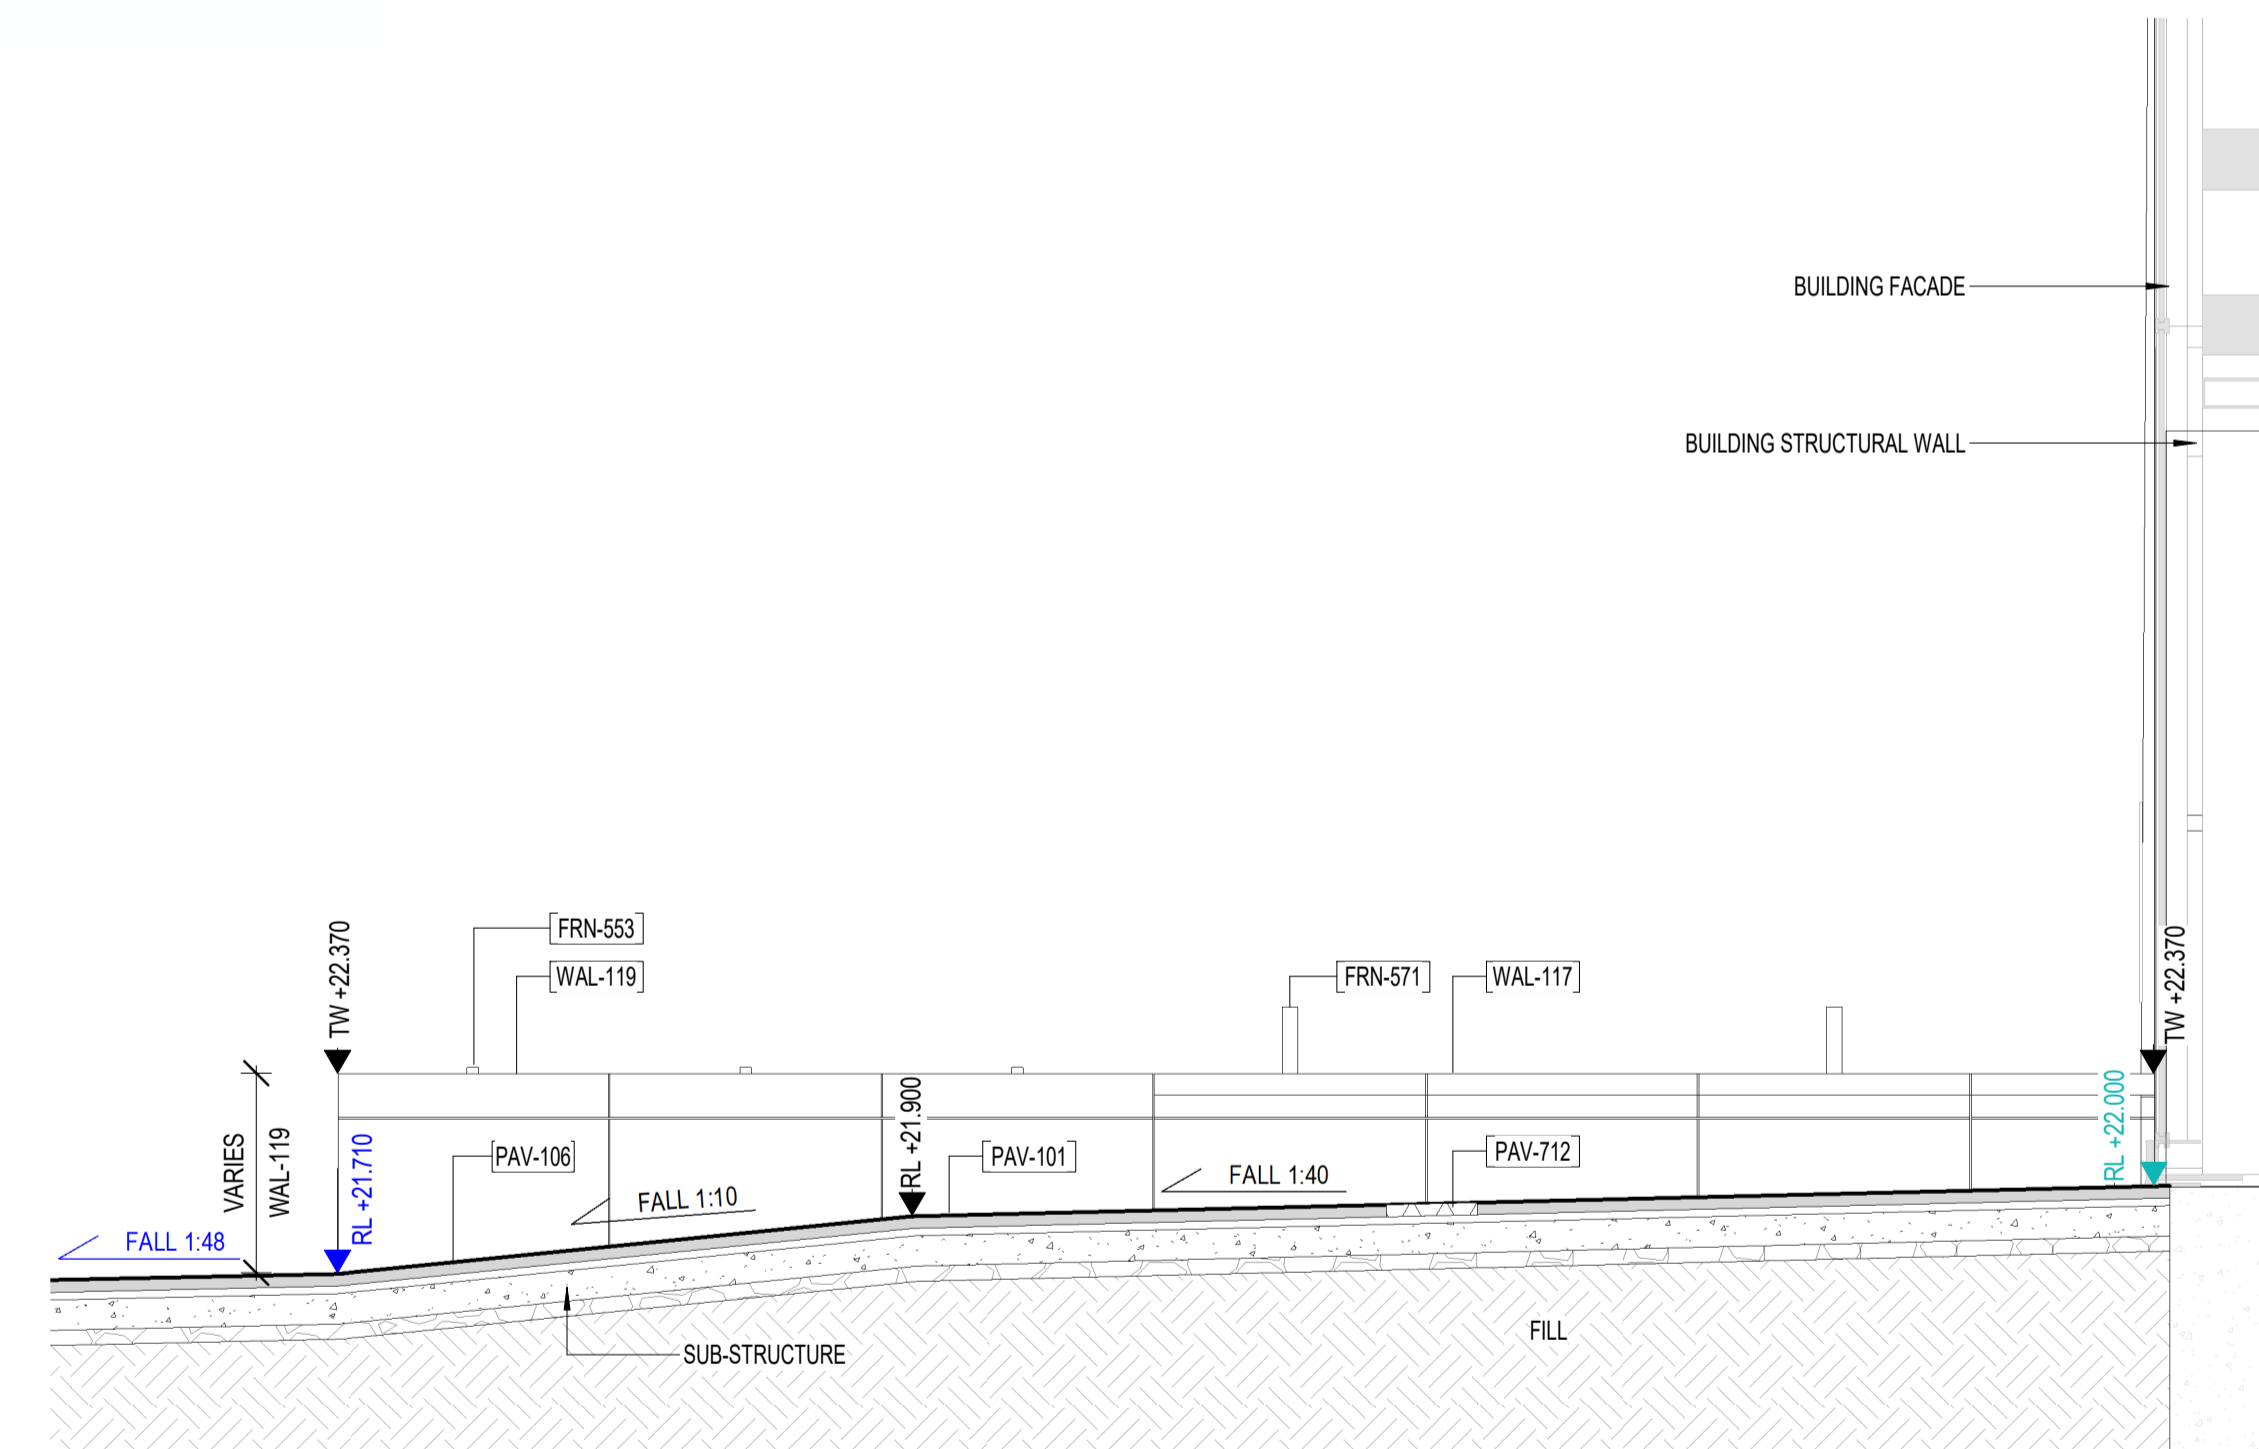 BUILDING FACADE
BUILDING STRUCTURAL WALL
TW +22.370
FRN-553
WAL-119
FRN-571
WAL-117
TW +22.370
VARIES
WAL-119
RL +21.710
PAV-106
RL +21.900
PAV-101
PAV-712
RL +22.000
FALL 1:48
FALL 1:10
FALL 1:40
SUB-STRUCTURE
FILL